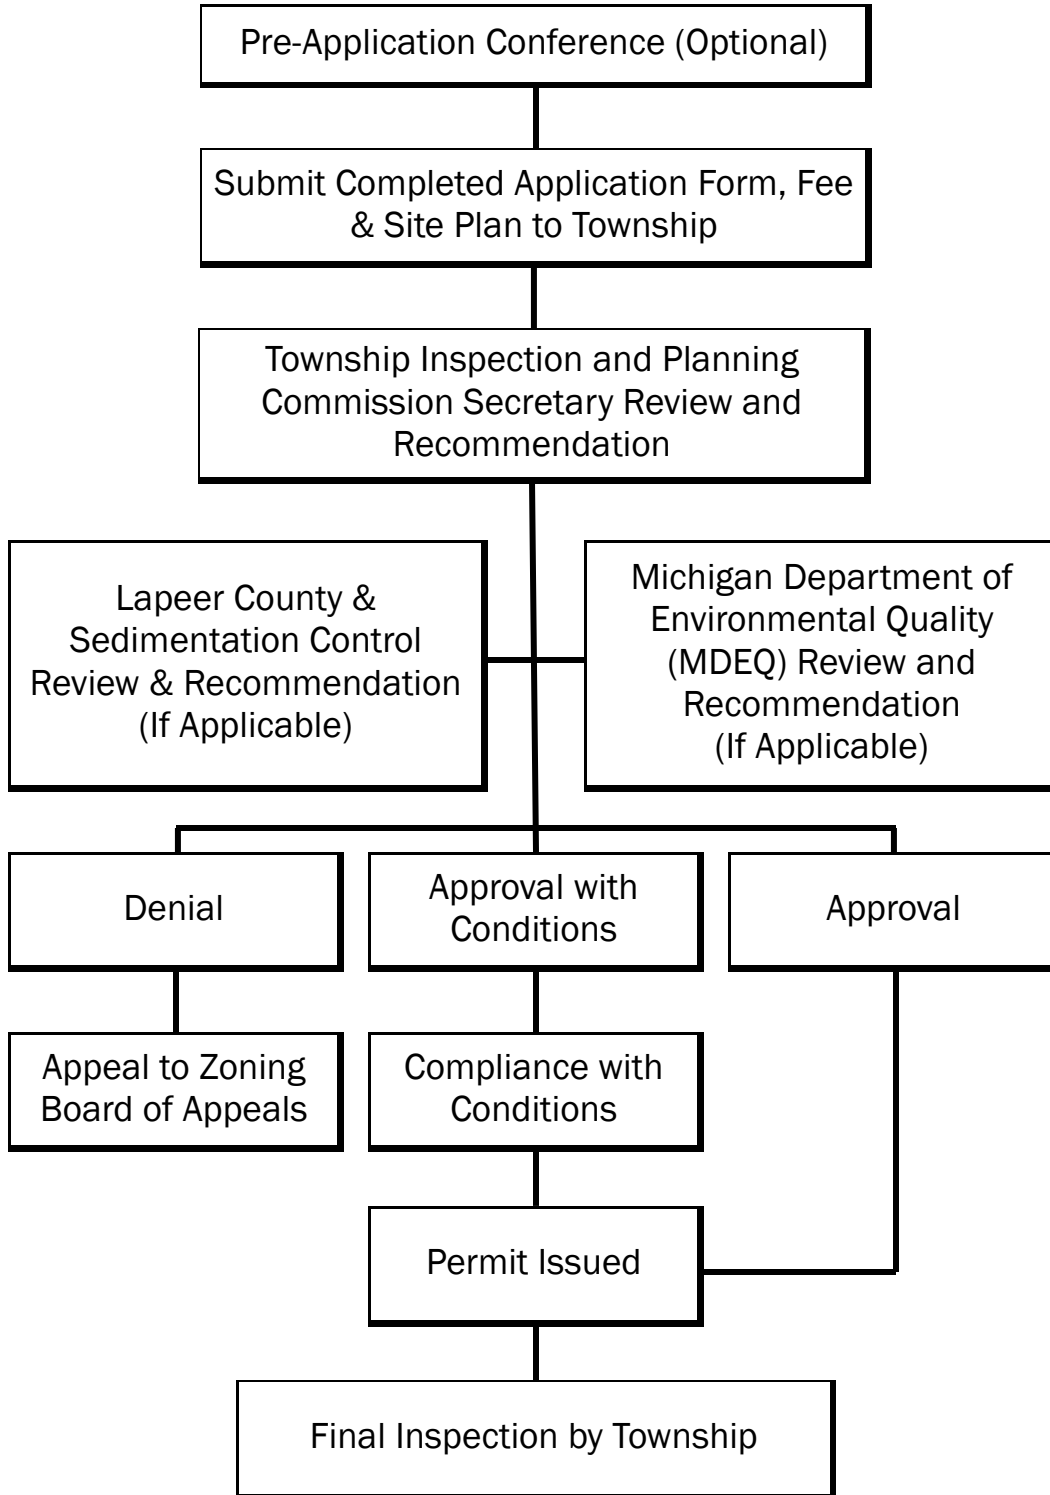 Pre-Application Conference (Optional)
Submit Completed Application Form, Fee
& Site Plan to Township
Township Inspection and Planning
Commission Secretary Review and
Recommendation
Lapeer County &
Sedimentation Control
Review & Recommendation
(If Applicable)
Michigan Department of
Environmental Quality
(MDEQ) Review and
Recommendation
(If Applicable)
Denial
Approval with
Conditions
Approval
Appeal to Zoning
Board of Appeals
Compliance with
Conditions
Permit Issued
Final Inspection by Township